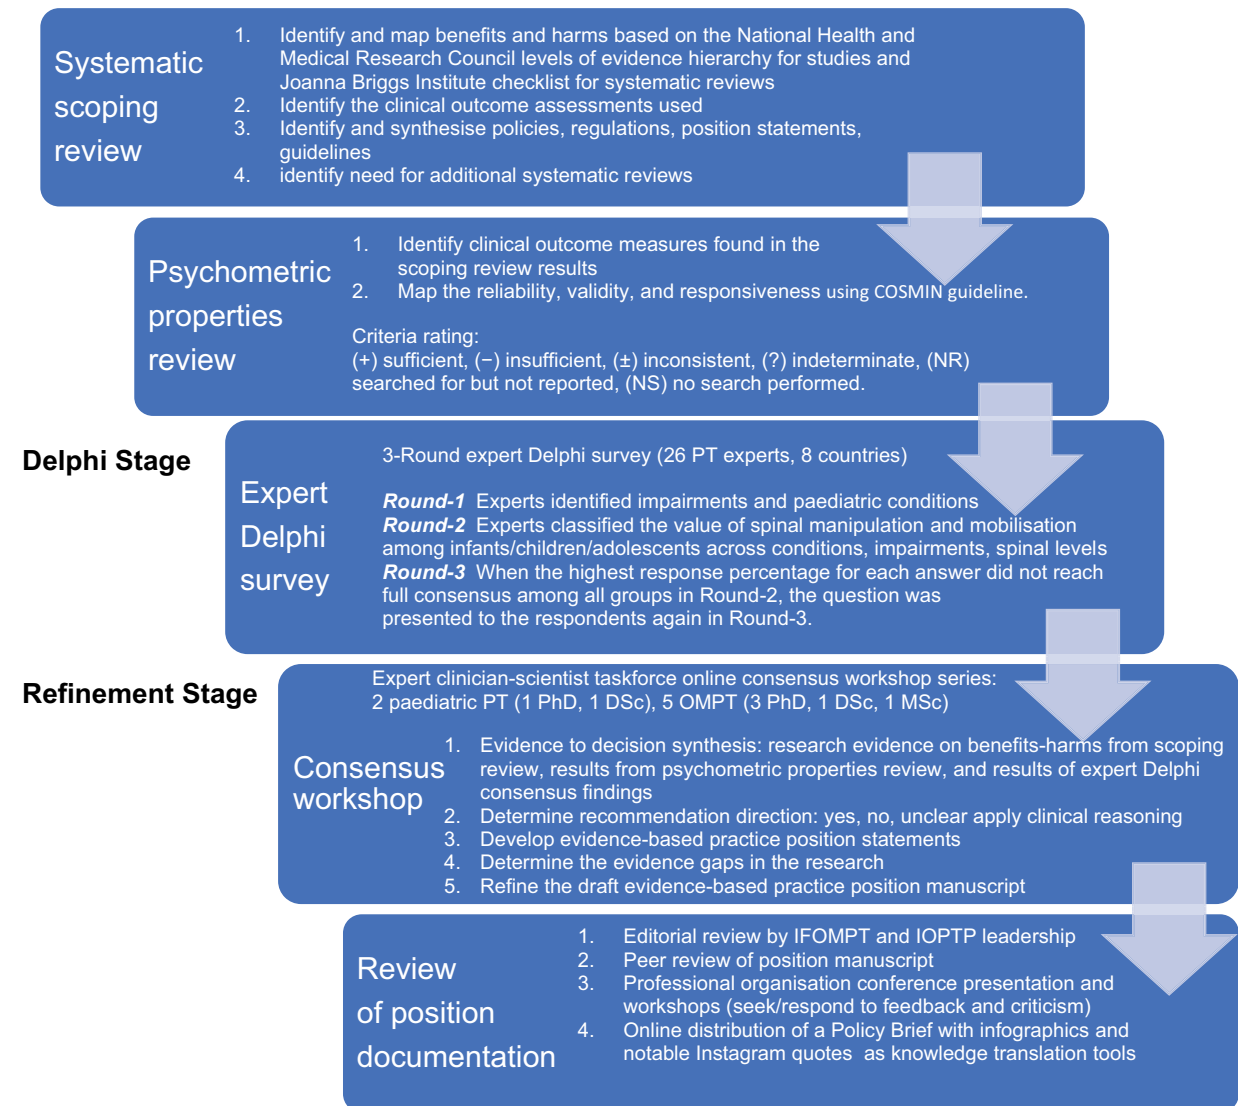 Systematic
scoping
review
1. Identify and map benefits and harms based on the National Health and
Medical Research Council levels of evidence hierarchy for studies and
Joanna Briggs Institute checklist for systematic reviews
2. Identify the clinical outcome assessments used
3. Identify and synthesise policies, regulations, position statements,
guidelines
4. identify need for additional systematic reviews
Psychometric
properties
review
1. Identify clinical outcome measures found in the
scoping review results
2. Map the reliability, validity, and responsiveness using COSMIN guideline.
Criteria rating:
(+) sufficient, (−) insufficient, (±) inconsistent, (?) indeterminate, (NR)
searched for but not reported, (NS) no search performed.
Delphi Stage
Expert
Delphi
survey
3-Round expert Delphi survey (26 PT experts, 8 countries)
Round-1 Experts identified impairments and paediatric conditions
Round-2 Experts classified the value of spinal manipulation and mobilisation
among infants/children/adolescents across conditions, impairments, spinal levels
Round-3 When the highest response percentage for each answer did not reach
full consensus among all groups in Round-2, the question was
presented to the respondents again in Round-3.
Refinement Stage
Expert clinician-scientist taskforce online consensus workshop series:
2 paediatric PT (1 PhD, 1 DSc), 5 OMPT (3 PhD, 1 DSc, 1 MSc)
Consensus
workshop
1. Evidence to decision synthesis: research evidence on benefits-harms from scoping
review, results from psychometric properties review, and results of expert Delphi
consensus findings
2. Determine recommendation direction: yes, no, unclear apply clinical reasoning
3. Develop evidence-based practice position statements
4. Determine the evidence gaps in the research
5. Refine the draft evidence-based practice position manuscript
Review
of position
documentation
1. Editorial review by IFOMPT and IOPTP leadership
2. Peer review of position manuscript
3. Professional organisation conference presentation and
workshops (seek/respond to feedback and criticism)
4. Online distribution of a Policy Brief with infographics and
notable Instagram quotes as knowledge translation tools